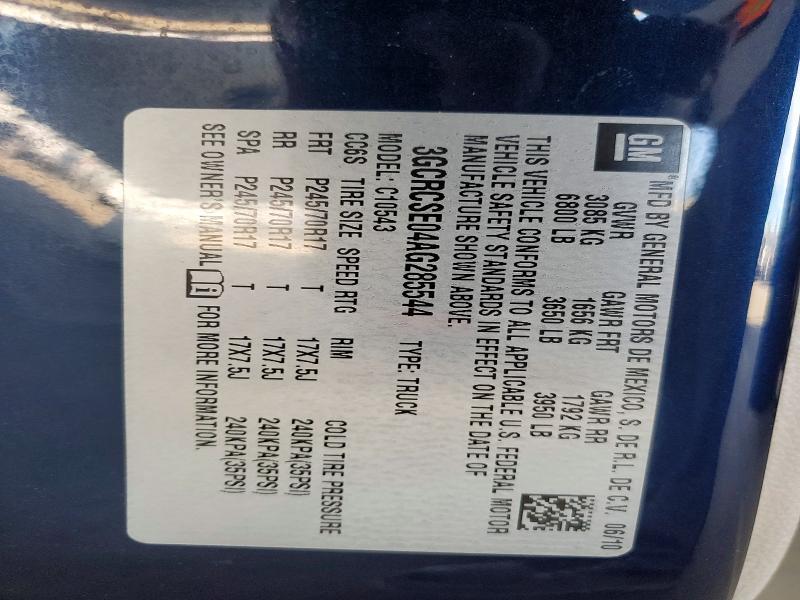 GM
® MFD BY GENERAL MOTORS DE MEXICO, S. DE R.L. DE C.V. 06/10
GVWR GAWR FRT GAWR RR
3085 KG 1656 KG 1792 KG
6800 LB 3650 LB 3950 LB
THIS VEHICLE CONFORMS TO ALL APPLICABLE U.S. FEDERAL MOTOR
VEHICLE SAFETY STANDARDS IN EFFECT ON THE DATE OF
MANUFACTURE SHOWN ABOVE.
3GCRCSE04AG285544 TYPE: TRUCK
MODEL: C10543
CC6S TIRE SIZE SPEED RTG RIM COLD TIRE PRESSURE
FRT P245/70R17 T 17X7.5J 240KPA(35PSI)
RR P245/70R17 T 17X7.5J 240KPA(35PSI)
SPA P245/70R17 T 17X7.5J 240KPA(35PSI)
SEE OWNER'S MANUAL FOR MORE INFORMATION.